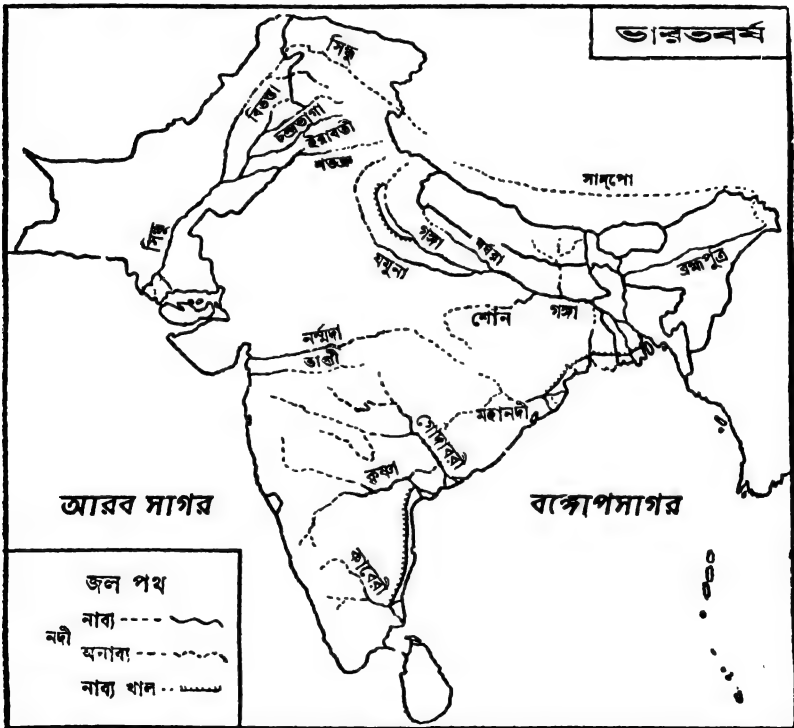 ভারতবর্ষ
সিন্ধু
বিতস্তা
চন্দ্রভাগা
ইরাবতী
শতদ্রু
সান্‌পো
সিন্ধু
গঙ্গা
ঘর্ঘরা
যমুনা
ব্রহ্মপুত্র
শোন
গঙ্গা
নর্ম্মদা
তাপ্তী
মহানদী
গোদাবরী
কৃষ্ণা
আরব সাগর
বঙ্গোপসাগর
কাবেরী
জল পথ
নদী
নাব্য
অনাব্য
নাব্য খাল